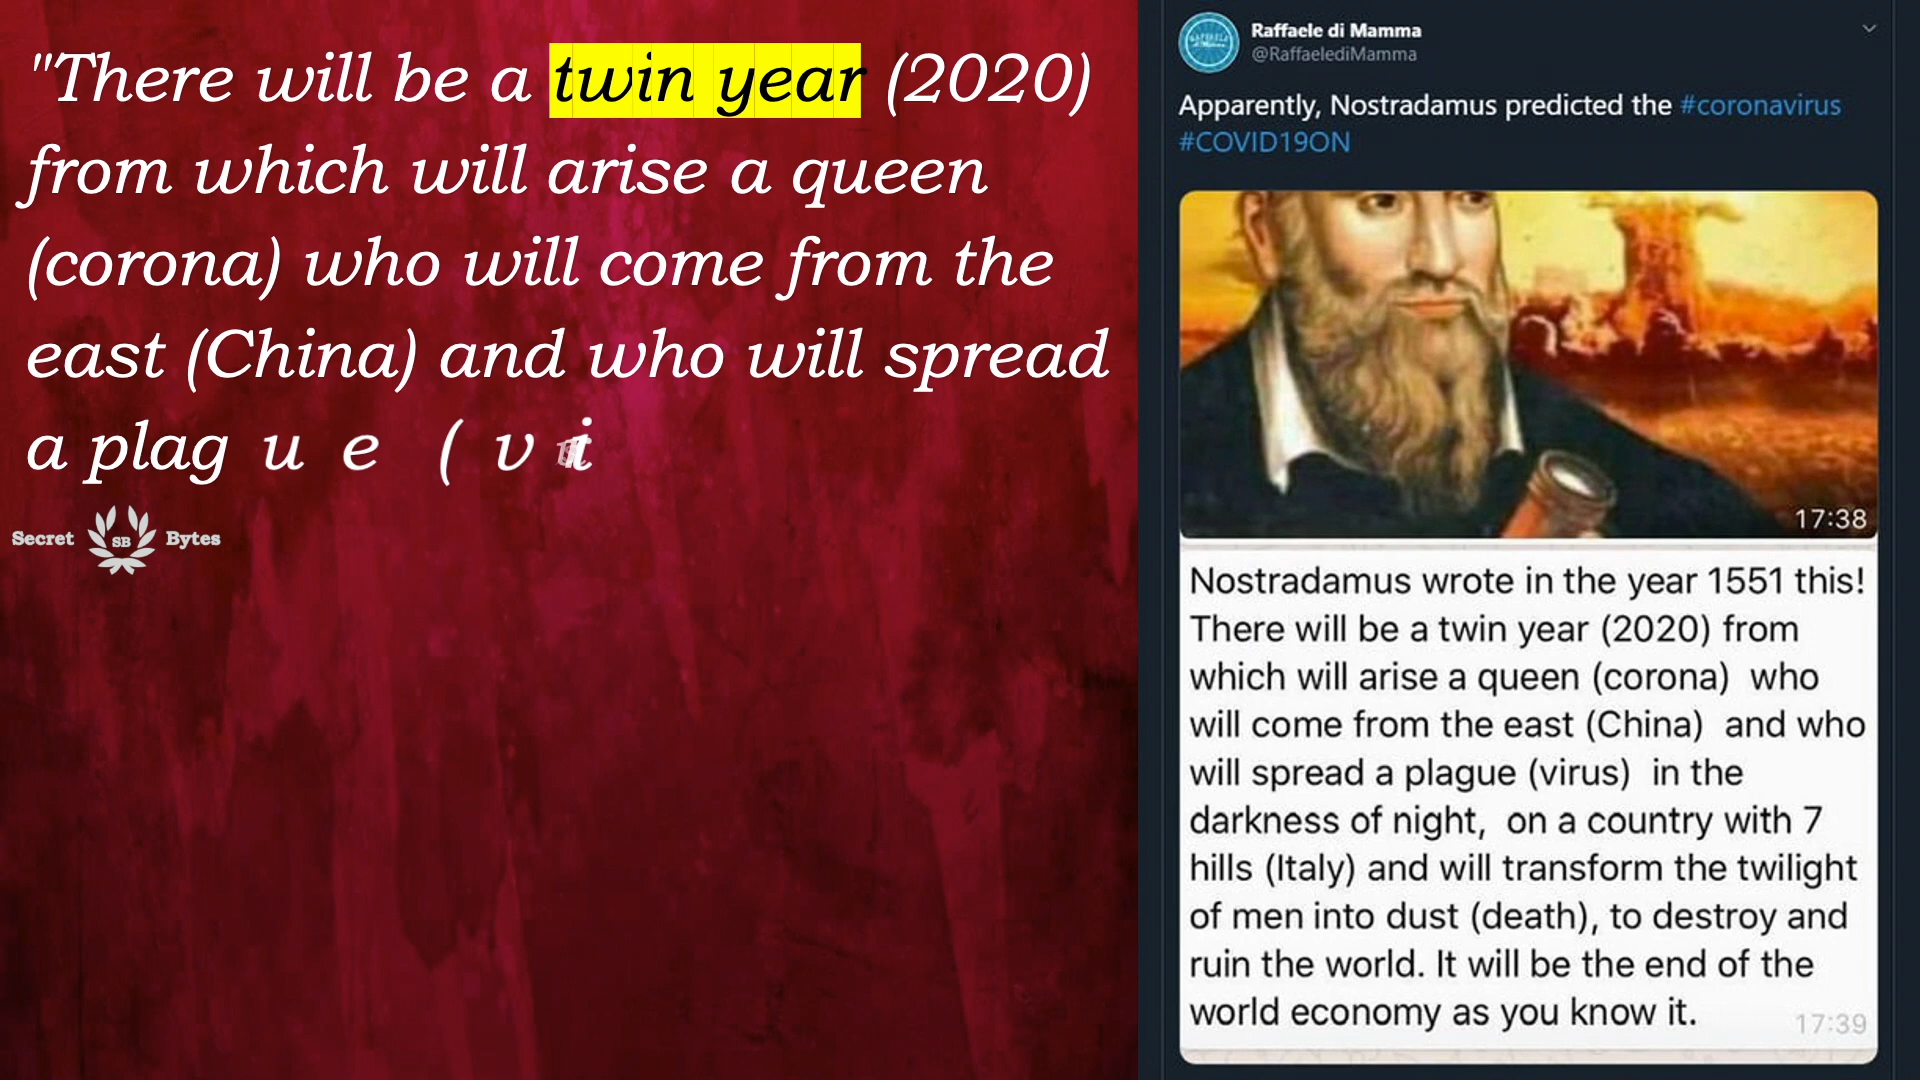 "There will be a twin year (2020)
from which will arise a queen
(corona) who will come from the
east (China) and who will spread
a plague (vi
Secret SB Bytes
Raffaele di Mamma
@RaffaelediMamma
Apparently, Nostradamus predicted the #coronavirus
#COVID19ON
17:38
Nostradamus wrote in the year 1551 this!
There will be a twin year (2020) from
which will arise a queen (corona) who
will come from the east (China) and who
will spread a plague (virus) in the
darkness of night, on a country with 7
hills (Italy) and will transform the twilight
of men into dust (death), to destroy and
ruin the world. It will be the end of the
world economy as you know it.
17:39